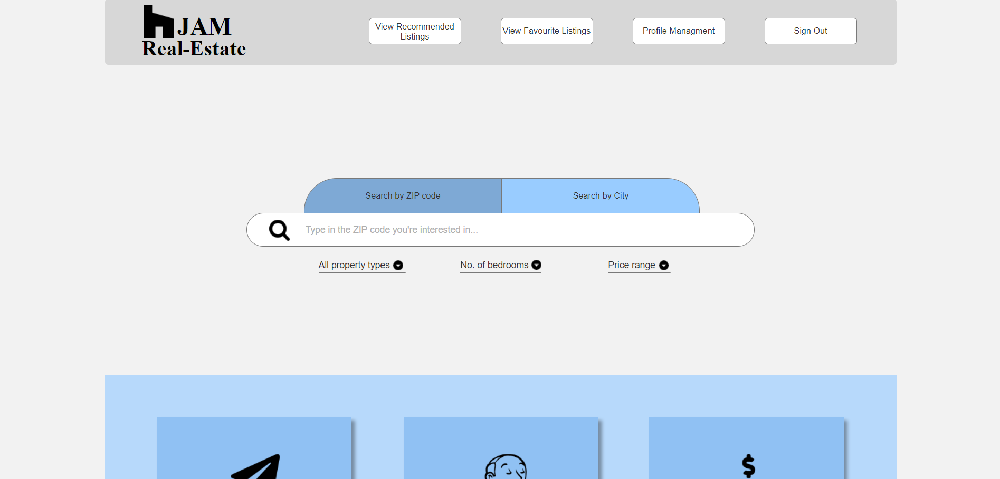 JAM
Real-Estate
View Recommended
Listings
View Favourite Listings
Profile Managment
Sign Out
Search by ZIP code
Search by City
Type in the ZIP code you're interested in...
All property types
No. of bedrooms
Price range
$